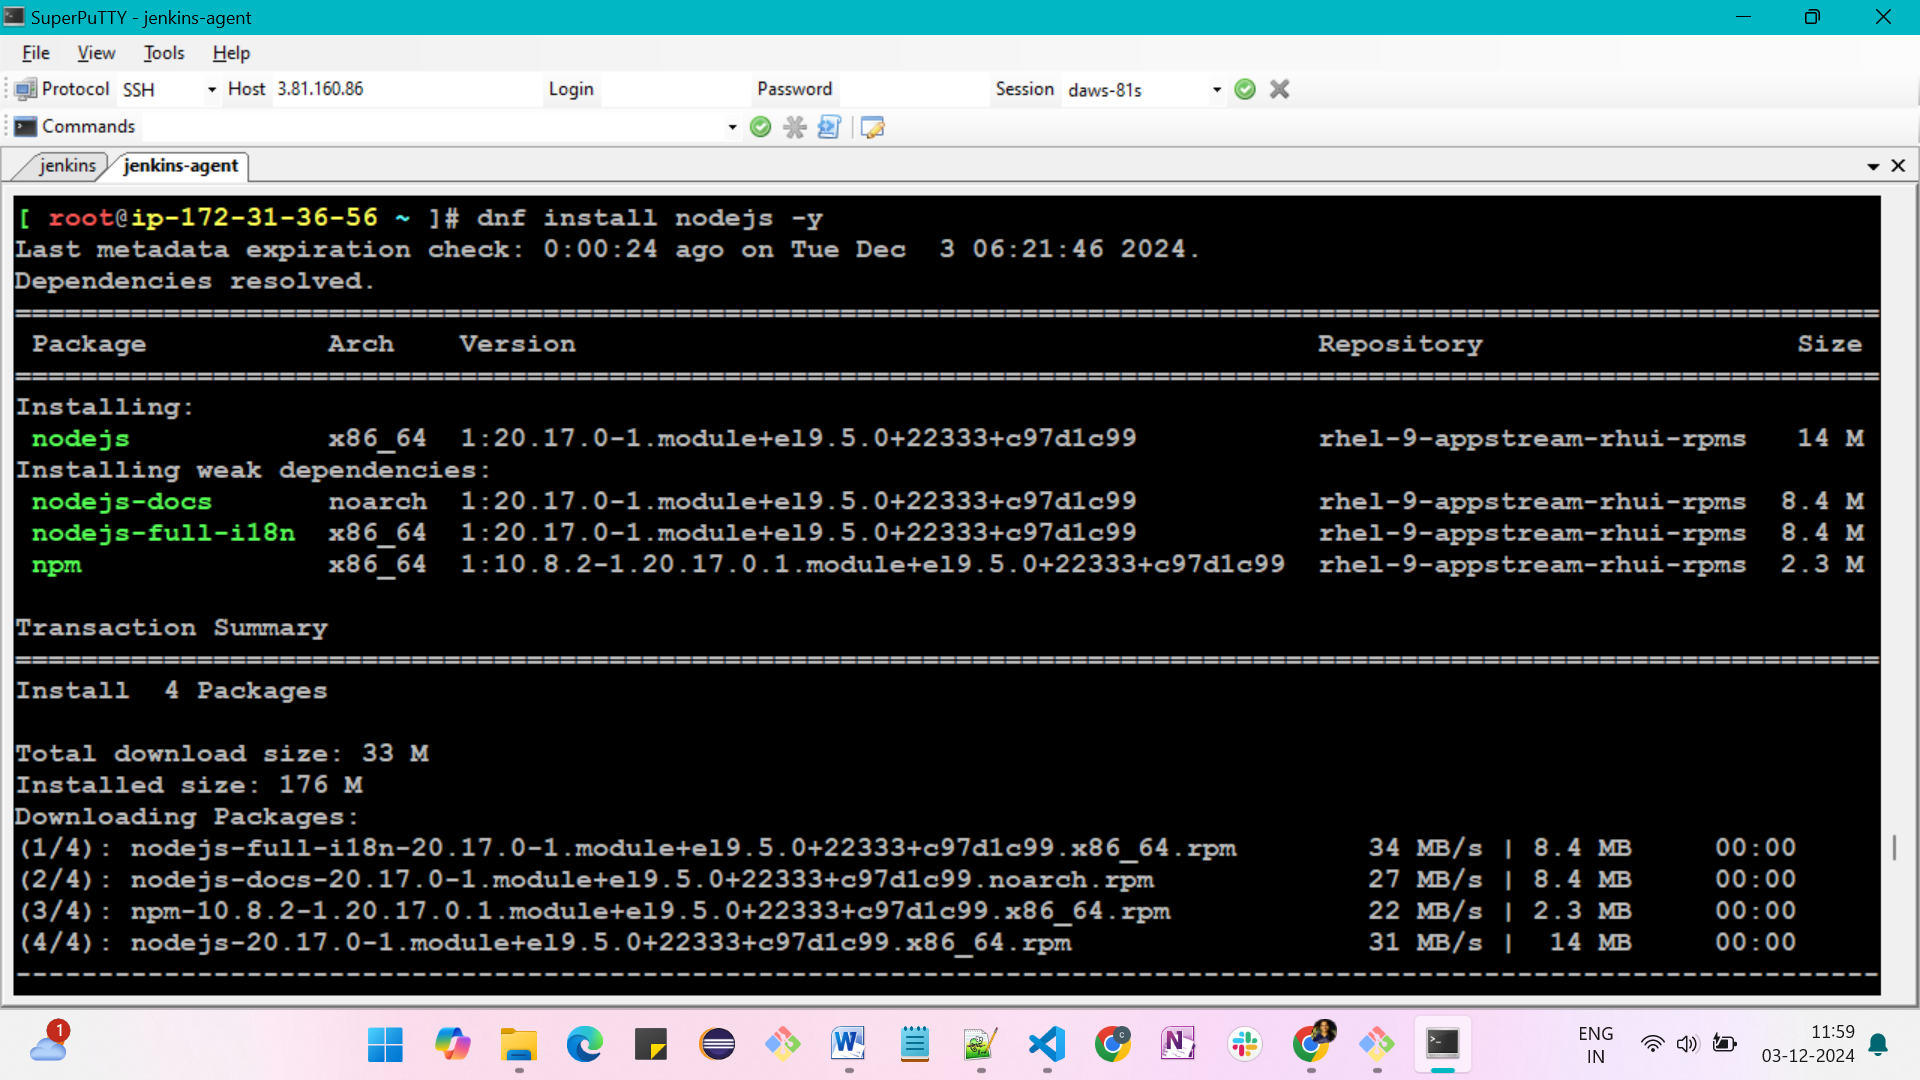 SuperPuTTY - jenkins-agent
File View Tools Help
Protocol SSH Host 3.81.160.86 Login Password Session daws-81s
Commands
jenkins jenkins-agent
[ root@ip-172-31-36-56 ~ ]# dnf install nodejs -y
Last metadata expiration check: 0:00:24 ago on Tue Dec  3 06:21:46 2024.
Dependencies resolved.
================================================================================
Package Arch Version Repository Size
================================================================================
Installing:
nodejs x86_64 1:20.17.0-1.module+el9.5.0+22333+c97d1c99 rhel-9-appstream-rhui-rpms 14 M
Installing weak dependencies:
nodejs-docs noarch 1:20.17.0-1.module+el9.5.0+22333+c97d1c99 rhel-9-appstream-rhui-rpms 8.4 M
nodejs-full-i18n x86_64 1:20.17.0-1.module+el9.5.0+22333+c97d1c99 rhel-9-appstream-rhui-rpms 8.4 M
npm x86_64 1:10.8.2-1.20.17.0.1.module+el9.5.0+22333+c97d1c99 rhel-9-appstream-rhui-rpms 2.3 M
Transaction Summary
================================================================================
Install  4 Packages
Total download size: 33 M
Installed size: 176 M
Downloading Packages:
(1/4): nodejs-full-i18n-20.17.0-1.module+el9.5.0+22333+c97d1c99.x86_64.rpm 34 MB/s | 8.4 MB 00:00
(2/4): nodejs-docs-20.17.0-1.module+el9.5.0+22333+c97d1c99.noarch.rpm 27 MB/s | 8.4 MB 00:00
(3/4): npm-10.8.2-1.20.17.0.1.module+el9.5.0+22333+c97d1c99.x86_64.rpm 22 MB/s | 2.3 MB 00:00
(4/4): nodejs-20.17.0-1.module+el9.5.0+22333+c97d1c99.x86_64.rpm 31 MB/s | 14 MB 00:00
--------------------------------------------------------------------------------
1
ENG 11:59
IN 03-12-2024